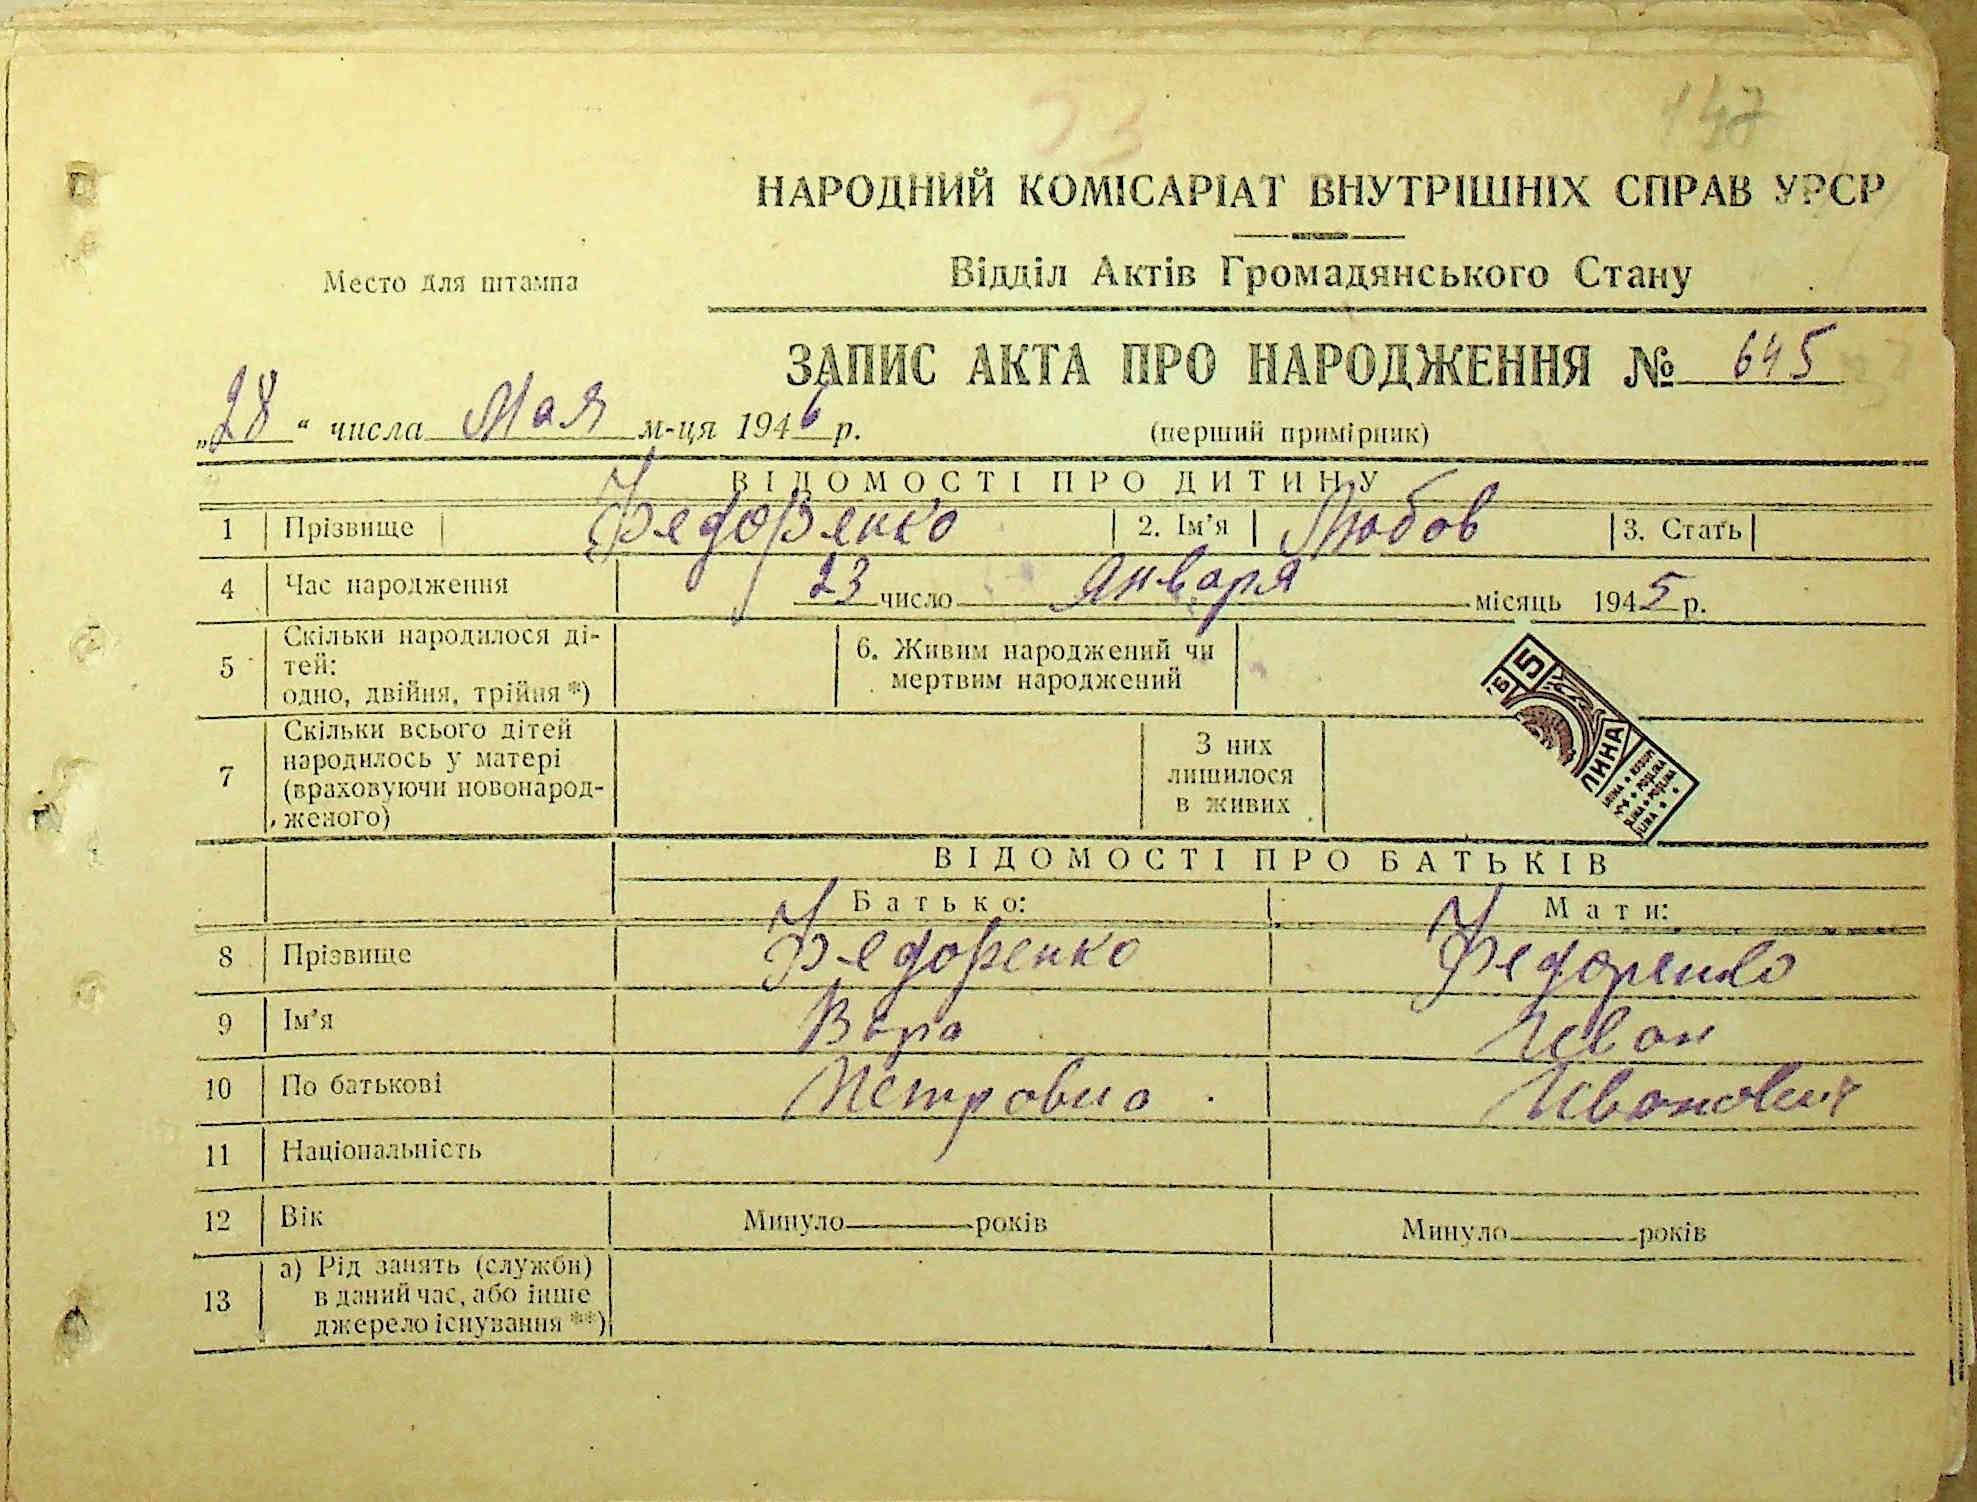 147
НАРОДНИЙ КОМІСАРІАТ ВНУТРІШНІХ СПРАВ УРСР
Место для штампа
Відділ Актів Громадянського Стану
ЗАПИС АКТА ПРО НАРОДЖЕННЯ № 645
„28“ числа Мая м-ця 1946 р.
(перший примірник)
ВІДОМОСТІ ПРО ДИТИНУ
1 Прізвище Федоренко 2. Ім’я Любов 3. Стать
4 Час народження 23 число Января місяць 1945 р.
5 Скільки народилося ді-
тей:
одно, двійня, трійня *)
6. Живим народжений чи
мертвим народжений
7 Скільки всього дітей
народилось у матері
(враховуючи новонарод-
женого)
З них
лишилося
в живих
5
ВІДОМОСТІ ПРО БАТЬКІВ
Батько: Мати:
8 Прізвище Федоренко Федоренко
9 Ім’я Вера Иван
10 По батькові Петровна Иванович
11 Національність
12 Вік Минуло років Минуло років
13 а) Рід занять (служби)
в даний час, або інше
джерело існування **)